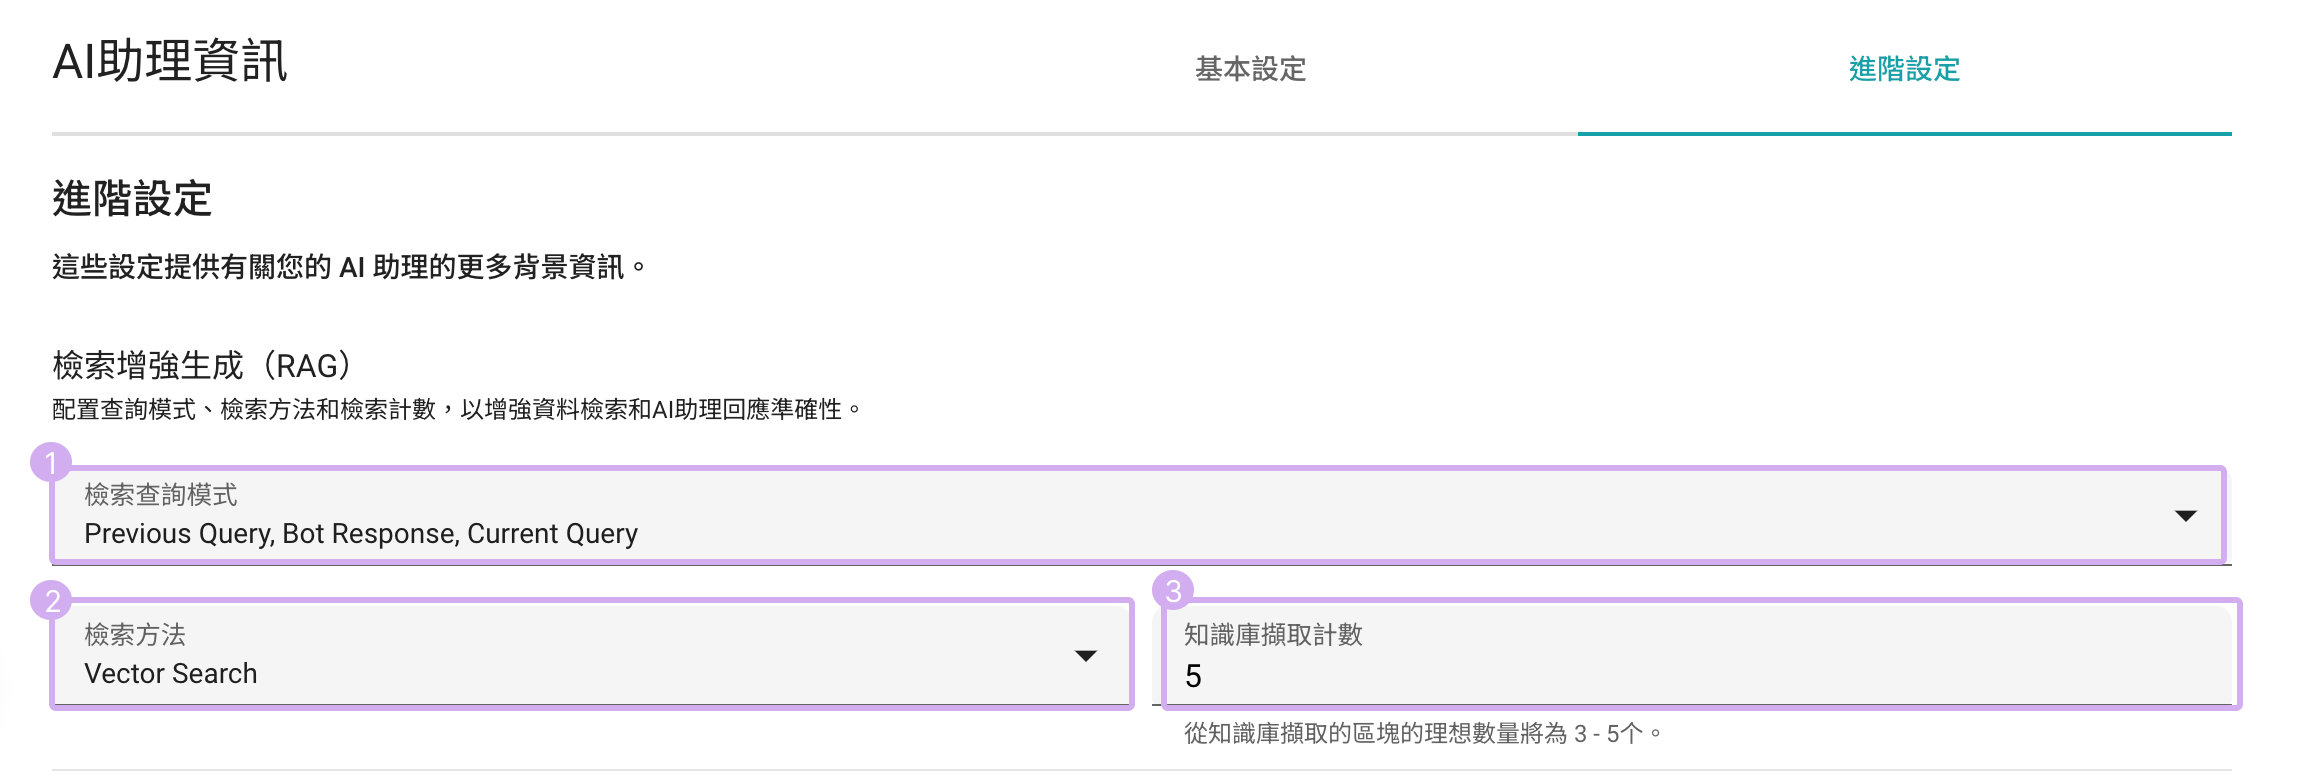 AI助理資訊
基本設定
進階設定
進階設定
這些設定提供有關您的 AI 助理的更多背景資訊。
檢索增強生成（RAG）
配置查詢模式、檢索方法和檢索計數，以增強資料檢索和AI助理回應準確性。
1
檢索查詢模式
Previous Query, Bot Response, Current Query
2
檢索方法
Vector Search
3
知識庫擷取計數
5
從知識庫擷取的區塊的理想數量將為 3 - 5个。